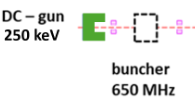 DC – gun
250 keV
buncher
650 MHz